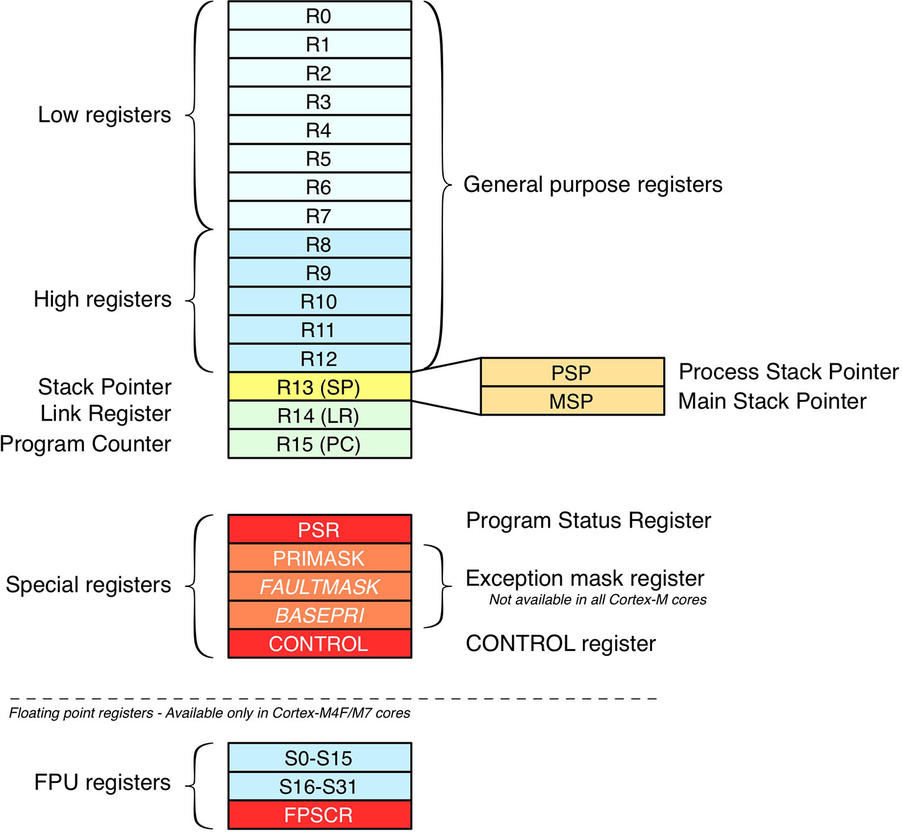 R0
R1
R2
R3
Low registers
R4
R5
R6
General purpose registers
R7
R8
R9
High registers
R10
R11
R12
PSP
Process Stack Pointer
Stack Pointer
R13 (SP)
MSP
Main Stack Pointer
Link Register
R14 (LR)
Program Counter
R15 (PC)
PSR
Program Status Register
PRIMASK
Special registers
FAULTMASK
Exception mask register
Not available in all Cortex-M cores
BASEPRI
CONTROL
CONTROL register
Floating point registers - Available only in Cortex-M4F/M7 cores
S0-S15
FPU registers
S16-S31
FPSCR